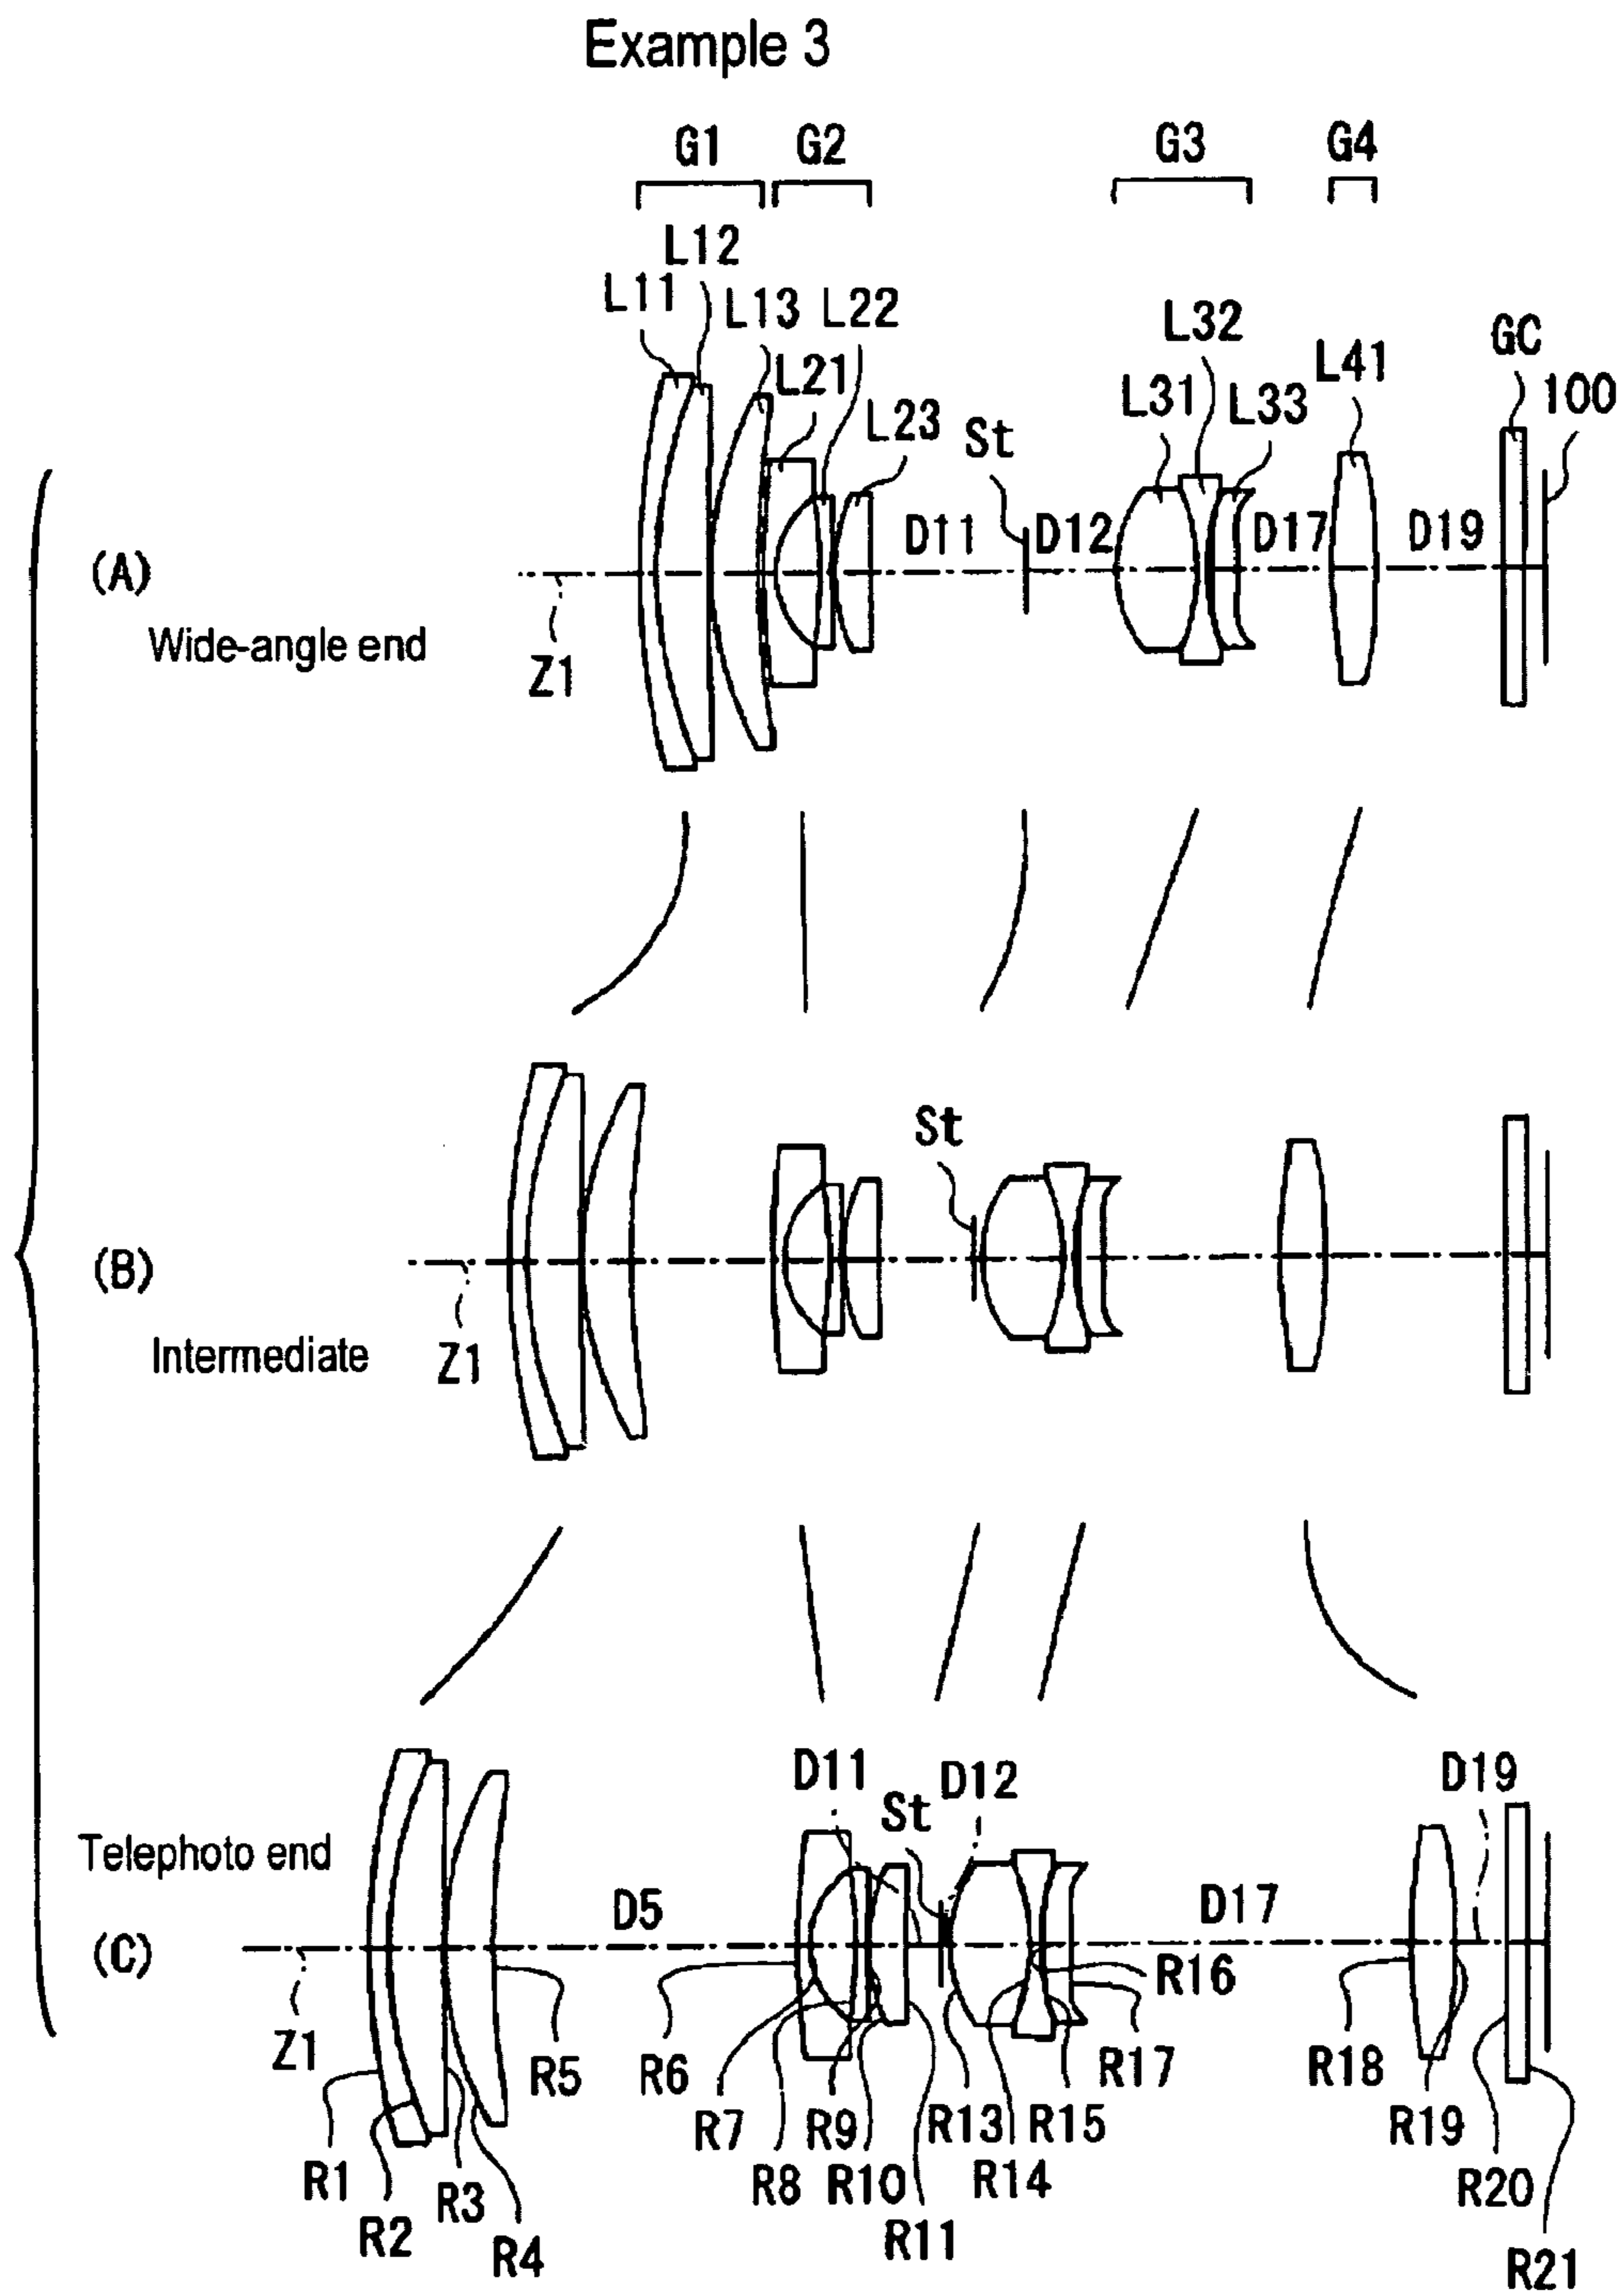 Example 3
G1 G2 G3 G4
L12
L11 L13 L22
L32
GC
L21 L31 L41
L23 St L33 100
D11 D12 D17 D19
(A)
Wide-angle end
Z1
St
(B)
Intermediate
Z1
D11 D12 D19
St
Telephoto end
D5 D17
(C)
R16
Z1
R5 R6 R17 R18
R7 R9 R13 R15 R19
R1 R3 R8 R10 R14 R20
R2 R4 R11 R21